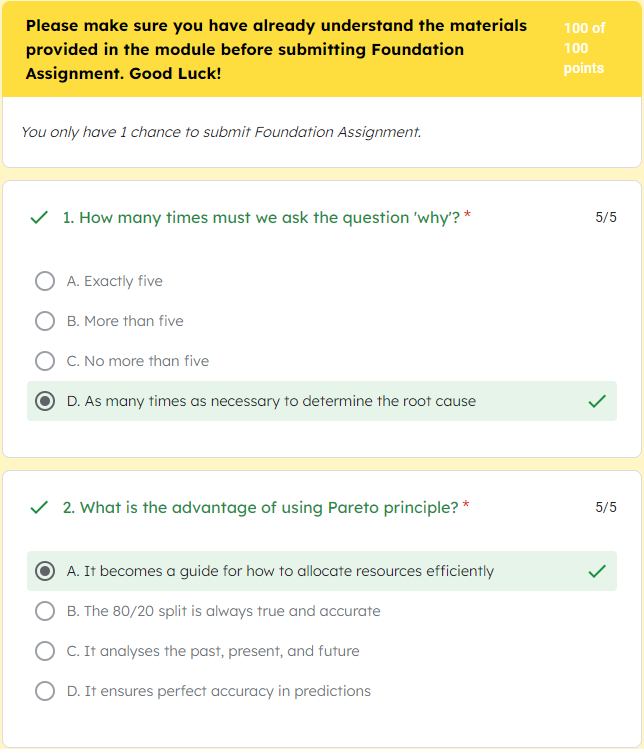 Please make sure you have already understand the materials
provided in the module before submitting Foundation
Assignment. Good Luck!
100 of
100
points
You only have 1 chance to submit Foundation Assignment.
1. How many times must we ask the question 'why'? *
5/5
A. Exactly five
B. More than five
C. No more than five
D. As many times as necessary to determine the root cause
2. What is the advantage of using Pareto principle? *
5/5
A. It becomes a guide for how to allocate resources efficiently
B. The 80/20 split is always true and accurate
C. It analyses the past, present, and future
D. It ensures perfect accuracy in predictions